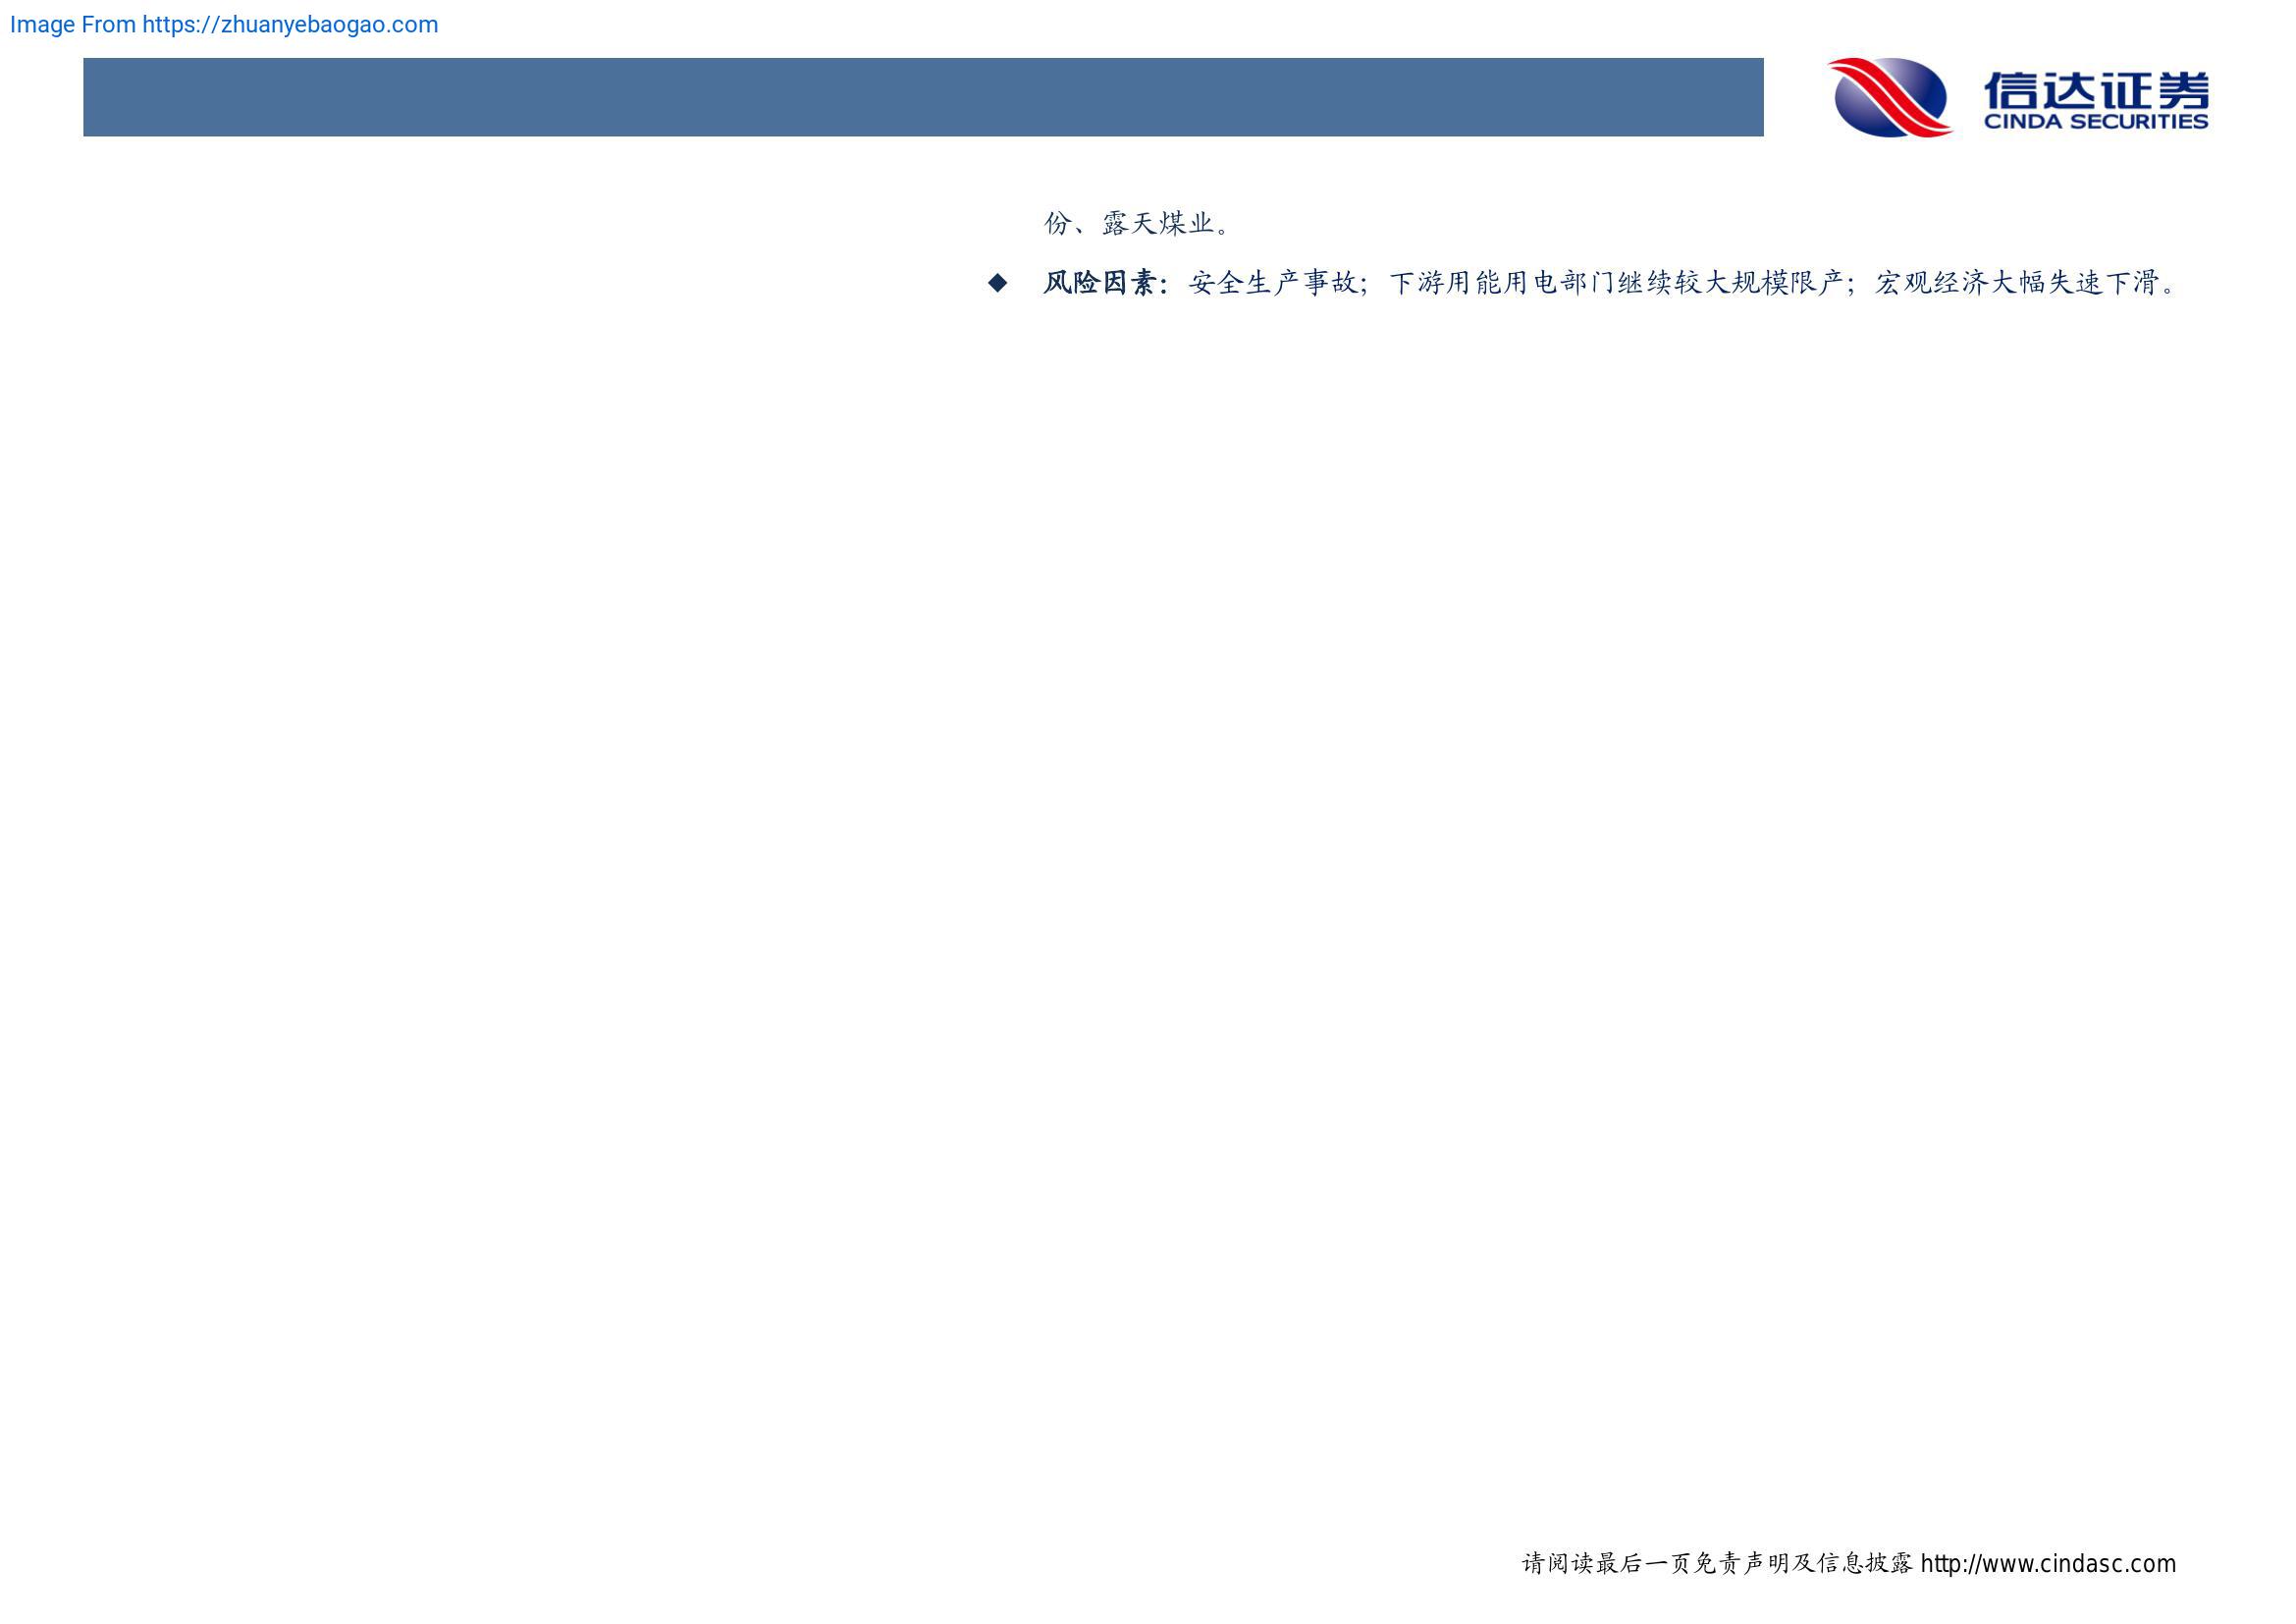 Image From https://zhuanyebaogao.com
信达证券
CINDA SECURITIES
份、露天煤业。
◆ 风险因素：安全生产事故；下游用能用电部门继续较大规模限产；宏观经济大幅失速下滑。
请阅读最后一页免责声明及信息披露 http://www.cindasc.com